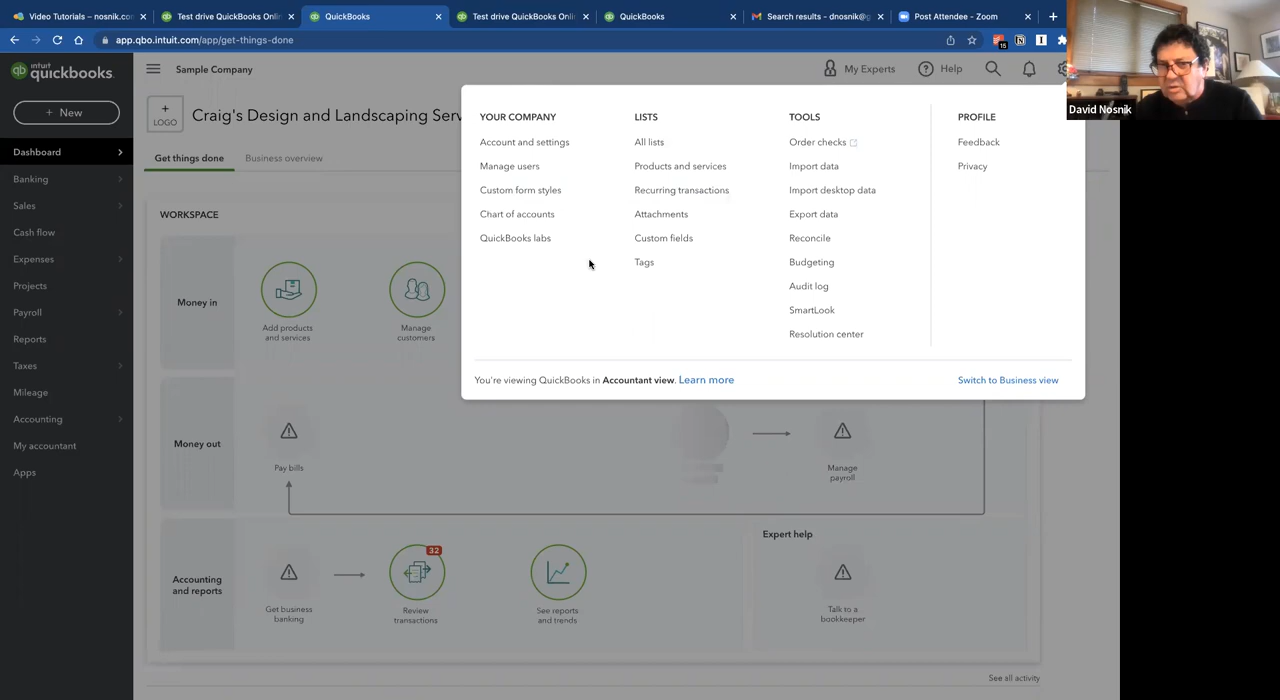 Video Tutorials – nosnik.com
Test drive QuickBooks Onlin
QuickBooks
Test drive QuickBooks Onlin
QuickBooks
Search results - dnosnik@g
Post Attendee - Zoom
app.qbo.intuit.com/app/get-things-done
15
David Nosnik
intuit
quickbooks.
+ New
Dashboard
Banking
Sales
Cash flow
Expenses
Projects
Payroll
Reports
Taxes
Mileage
Accounting
My accountant
Apps
Sample Company
My Experts
Help
+
LOGO
Craig's Design and Landscaping Serv
Get things done
Business overview
YOUR COMPANY
Account and settings
Manage users
Custom form styles
Chart of accounts
QuickBooks labs
LISTS
All lists
Products and services
Recurring transactions
Attachments
Custom fields
Tags
TOOLS
Order checks
Import data
Import desktop data
Export data
Reconcile
Budgeting
Audit log
SmartLook
Resolution center
PROFILE
Feedback
Privacy
You're viewing QuickBooks in Accountant view. Learn more
Switch to Business view
WORKSPACE
Money in
Add products
and services
Manage
customers
Money out
Pay bills
Manage
payroll
Accounting
and reports
Get business
banking
32
Review
transactions
See reports
and trends
Expert help
Talk to a
bookkeeper
See all activity